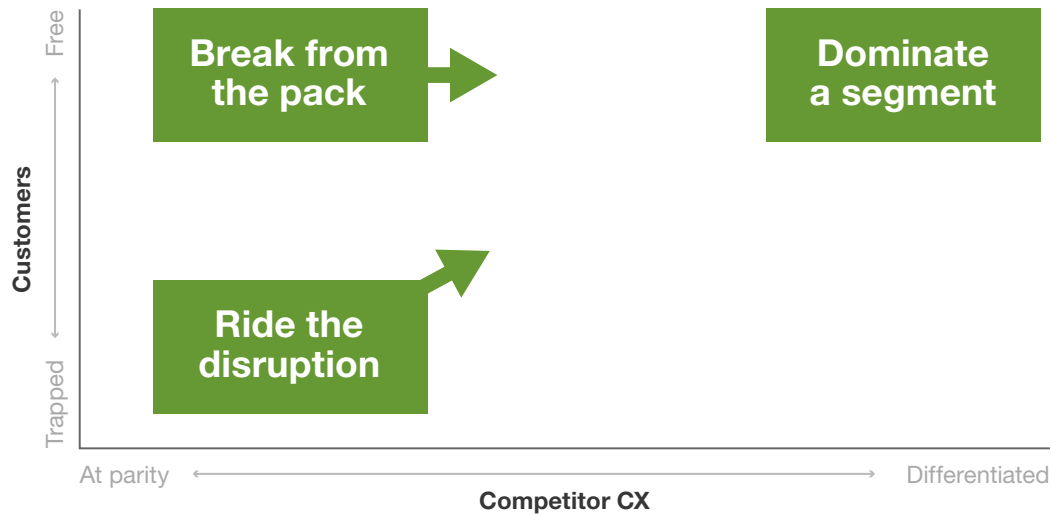 Free
Customers
Trapped
Break from
the pack
Dominate
a segment
Ride the
disruption
At parity
Differentiated
Competitor CX